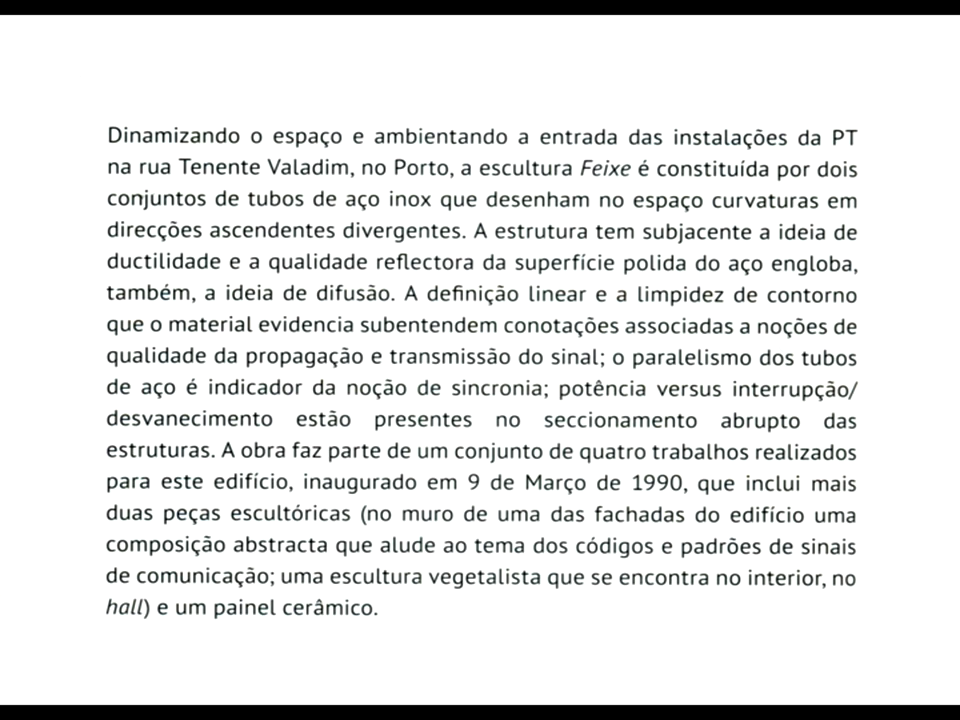 Dinamizando o espaço e ambientando a entrada das instalações da PT
na rua Tenente Valadim, no Porto, a escultura Feixe é constituída por dois
conjuntos de tubos de aço inox que desenham no espaço curvaturas em
direcções ascendentes divergentes. A estrutura tem subjacente a ideia de
ductilidade e a qualidade reflectora da superfície polida do aço engloba,
também, a ideia de difusão. A definição linear e a limpidez de contorno
que o material evidencia subentendem conotações associadas a noções de
qualidade da propagação e transmissão do sinal; o paralelismo dos tubos
de aço é indicador da noção de sincronia; potência versus interrupção/
desvanecimento estão presentes no seccionamento abrupto das
estruturas. A obra faz parte de um conjunto de quatro trabalhos realizados
para este edifício, inaugurado em 9 de Março de 1990, que inclui mais
duas peças escultóricas (no muro de uma das fachadas do edifício uma
composição abstracta que alude ao tema dos códigos e padrões de sinais
de comunicação; uma escultura vegetalista que se encontra no interior, no
hall) e um painel cerâmico.